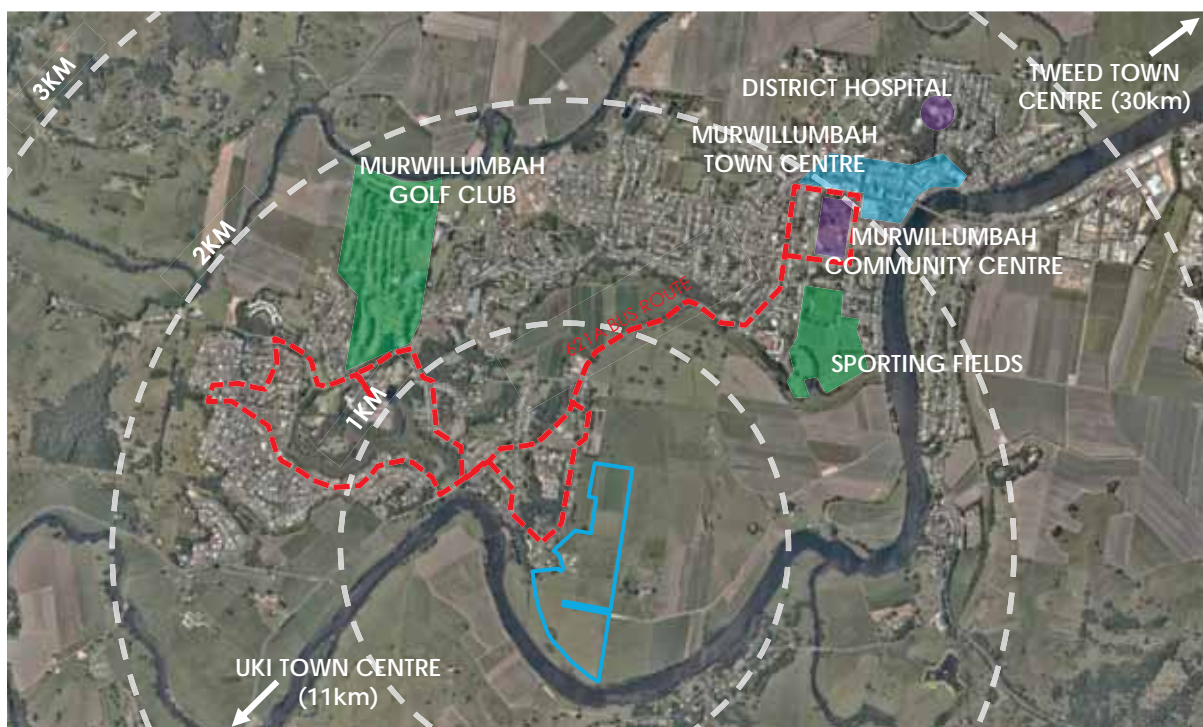 3KM
TWEED TOWN
CENTRE (30km)
DISTRICT HOSPITAL
MURWILLUMBAH
TOWN CENTRE
MURWILLUMBAH
GOLF CLUB
2KM
MURWILLUMBAH
COMMUNITY CENTRE
621A BUS ROUTE
SPORTING FIELDS
1KM
UKI TOWN CENTRE
(11km)